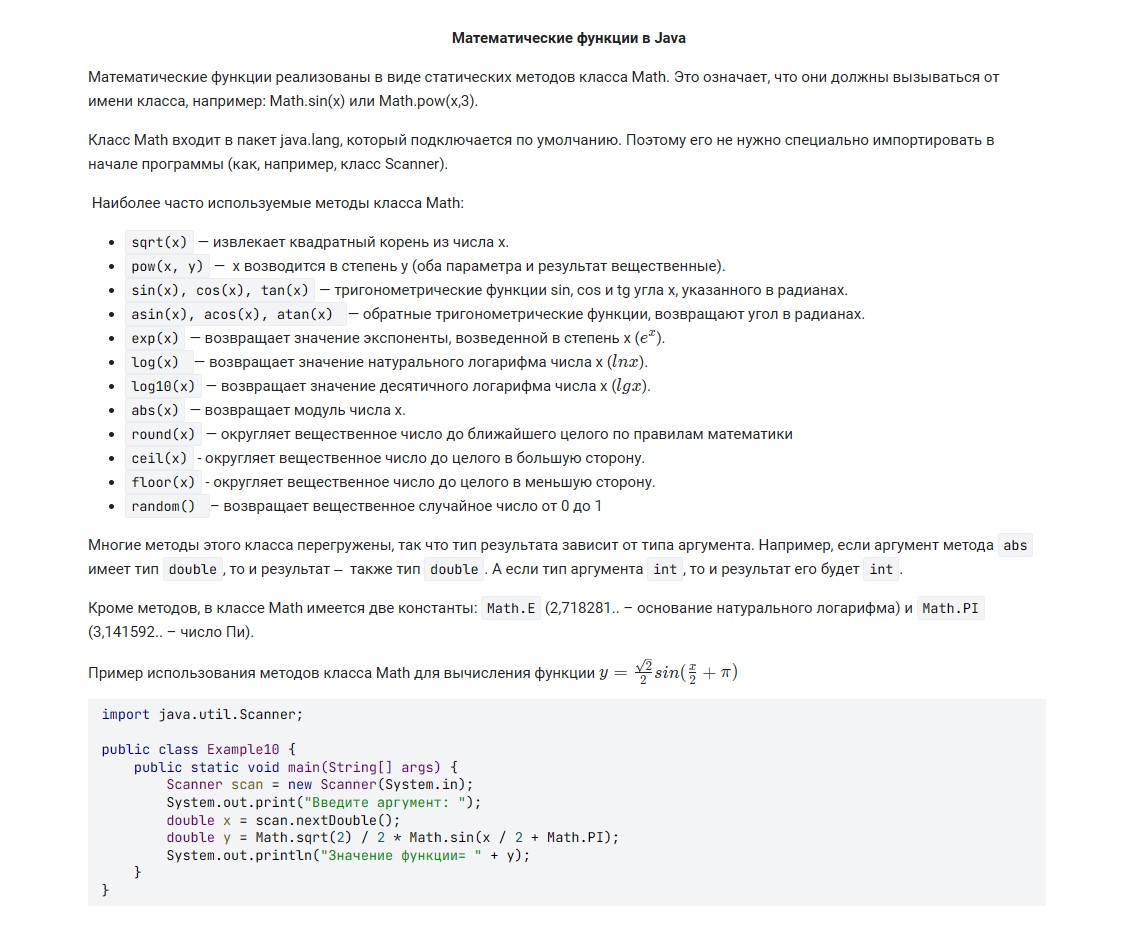 Математические функции в Java
Математические функции реализованы в виде статических методов класса Math. Это означает, что они должны вызываться от
имени класса, например: Math.sin(x) или Math.pow(x,3).
Класс Math входит в пакет java.lang, который подключается по умолчанию. Поэтому его не нужно специально импортировать в
начале программы (как, например, класс Scanner).
Наиболее часто используемые методы класса Math:
• sqrt(x) — извлекает квадратный корень из числа x.
• pow(x, y) — x возводится в степень y (оба параметра и результат вещественные).
• sin(x), cos(x), tan(x) — тригонометрические функции sin, cos и tg угла x, указанного в радианах.
• asin(x), acos(x), atan(x) — обратные тригонометрические функции, возвращают угол в радианах.
• exp(x) — возвращает значение экспоненты, возведенной в степень x (eˣ).
• log(x) — возвращает значение натурального логарифма числа x (lnx).
• log10(x) — возвращает значение десятичного логарифма числа x (lgx).
• abs(x) — возвращает модуль числа x.
• round(x) — округляет вещественное число до ближайшего целого по правилам математики
• ceil(x) - округляет вещественное число до целого в большую сторону.
• floor(x) - округляет вещественное число до целого в меньшую сторону.
• random() – возвращает вещественное случайное число от 0 до 1
Многие методы этого класса перегружены, так что тип результата зависит от типа аргумента. Например, если аргумент метода abs
имеет тип double, то и результат – также тип double. А если тип аргумента int, то и результат его будет int.
Кроме методов, в классе Math имеется две константы: Math.E (2,718281.. – основание натурального логарифма) и Math.PI
(3,141592.. – число Пи).
Пример использования методов класса Math для вычисления функции y = √2/2 sin(x/2 + π)
import java.util.Scanner;
public class Example10 {
    public static void main(String[] args) {
        Scanner scan = new Scanner(System.in);
        System.out.print("Введите аргумент: ");
        double x = scan.nextDouble();
        double y = Math.sqrt(2) / 2 * Math.sin(x / 2 + Math.PI);
        System.out.println("Значение функции= " + y);
    }
}